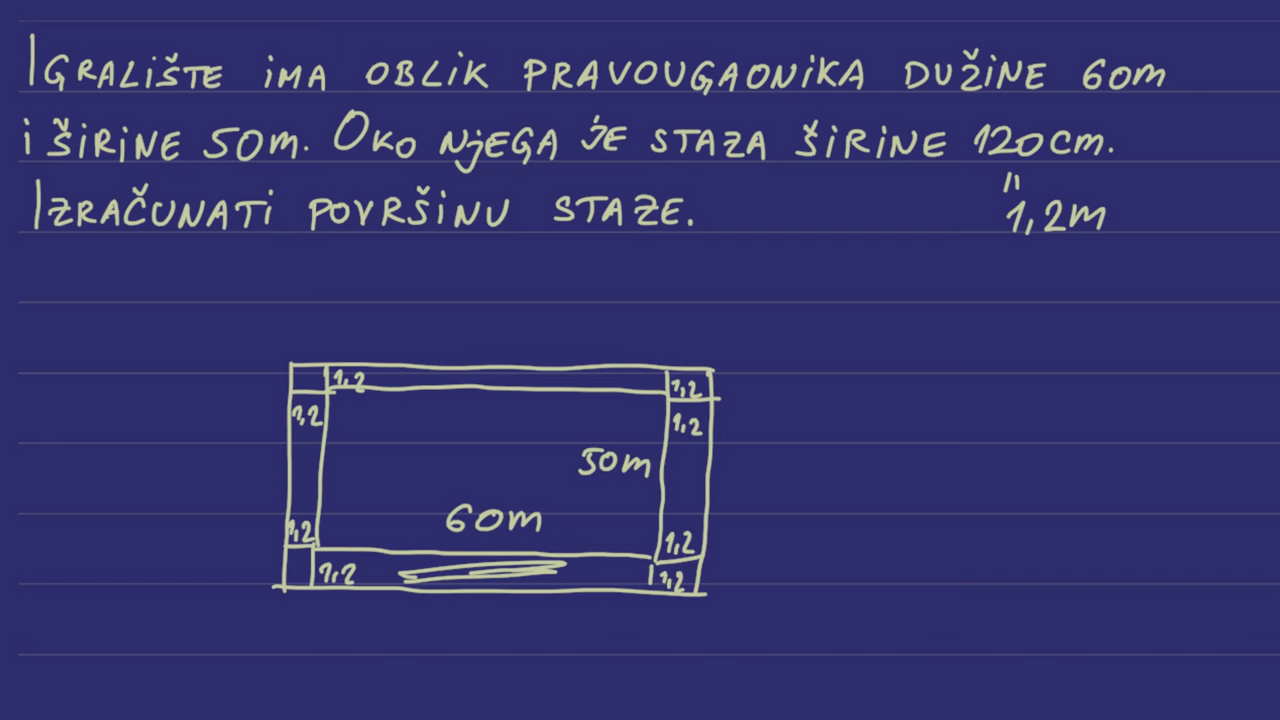 IGRALIŠTE IMA OBLIK PRAVOUGAONIKA DUŽINE 60m
i ŠIRINE 50m. OKO NJEGA JE STAZA ŠIRINE 120cm.
"
IZRAČUNATI POVRŠINU STAZE. 1,2m
1,2 1,2
1,2 1,2
50m
60m
1,2 1,2
1,2 1,2